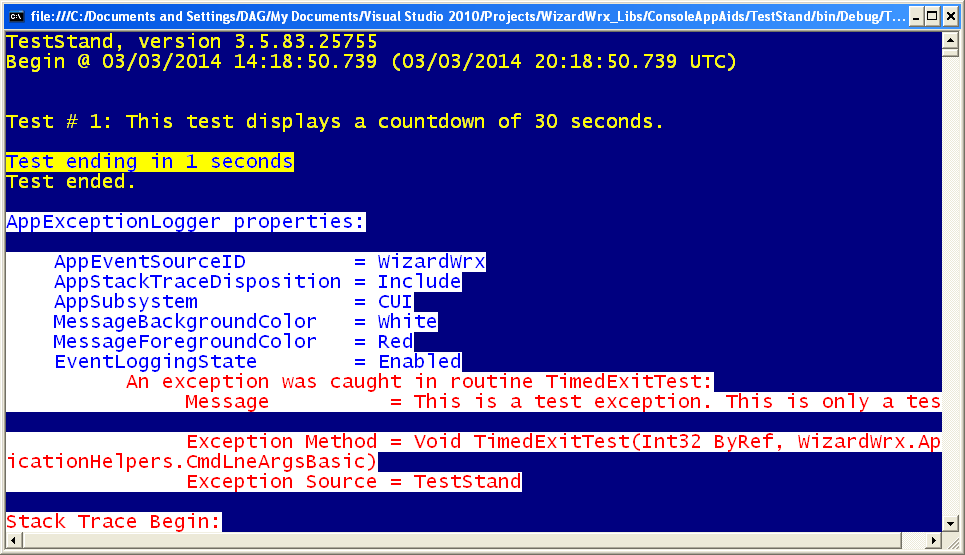 file:///C:/Documents and Settings/DAG/My Documents/Visual Studio 2010/Projects/WizardWrx_Libs/ConsoleAppAids/TestStand/bin/Debug/T...
TestStand, version 3.5.83.25755
Begin @ 03/03/2014 14:18:50.739 (03/03/2014 20:18:50.739 UTC)
Test # 1: This test displays a countdown of 30 seconds.
Test ending in 1 seconds
Test ended.
AppExceptionLogger properties:
AppEventSourceID = WizardWrx
AppStackTraceDisposition = Include
AppSubsystem = CUI
MessageBackgroundColor = White
MessageForegroundColor = Red
EventLoggingState = Enabled
An exception was caught in routine TimedExitTest:
Message = This is a test exception. This is only a tes
Exception Method = Void TimedExitTest(Int32 ByRef, WizardWrx.Ap
icationHelpers.CmdLneArgsBasic)
Exception Source = TestStand
Stack Trace Begin: